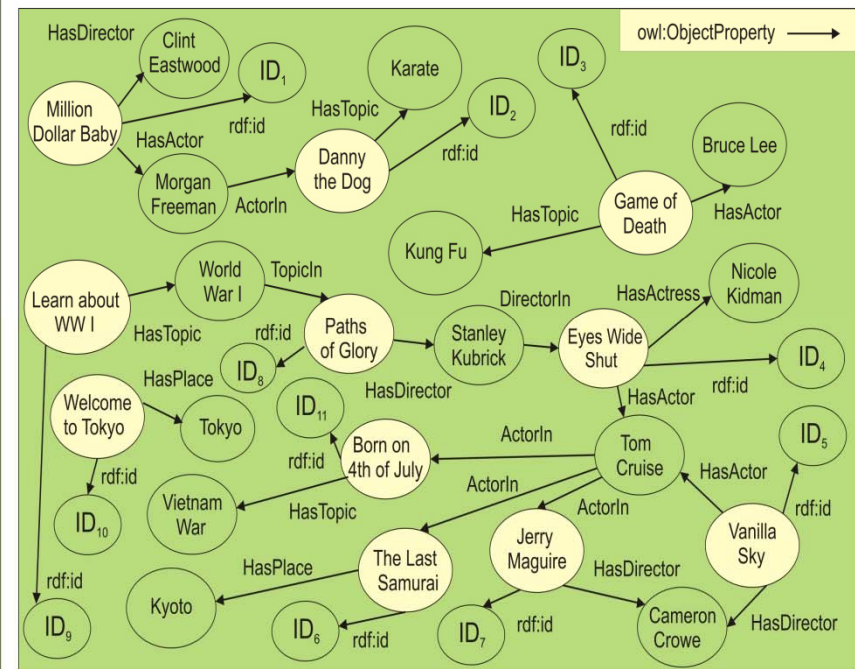 owl:ObjectProperty
HasDirector
Clint
Eastwood
ID₁
Karate
ID₃
Million
Dollar Baby
rdf:id
HasTopic
ID₂
rdf:id
Bruce Lee
HasActor
Danny
the Dog
rdf:id
Morgan
Freeman
ActorIn
Game of
Death
HasActor
HasTopic
Kung Fu
World
War I
TopicIn
Nicole
Kidman
Learn about
WW I
DirectorIn
HasActress
HasTopic
rdf:id
Paths
of Glory
Stanley
Kubrick
Eyes Wide
Shut
ID₈
ID₄
HasPlace
HasDirector
rdf:id
Welcome
to Tokyo
HasActor
ID₁₁
Tokyo
ActorIn
Tom
Cruise
ID₅
rdf:id
rdf:id
Born on
4th of July
HasActor
ActorIn
ActorIn
rdf:id
Vietnam
War
HasTopic
ID₁₀
Vanilla
Sky
The Last
Samurai
Jerry
Maguire
HasPlace
HasDirector
rdf:id
Kyoto
HasDirector
ID₉
ID₆
rdf:id
ID₇
rdf:id
Cameron
Crowe